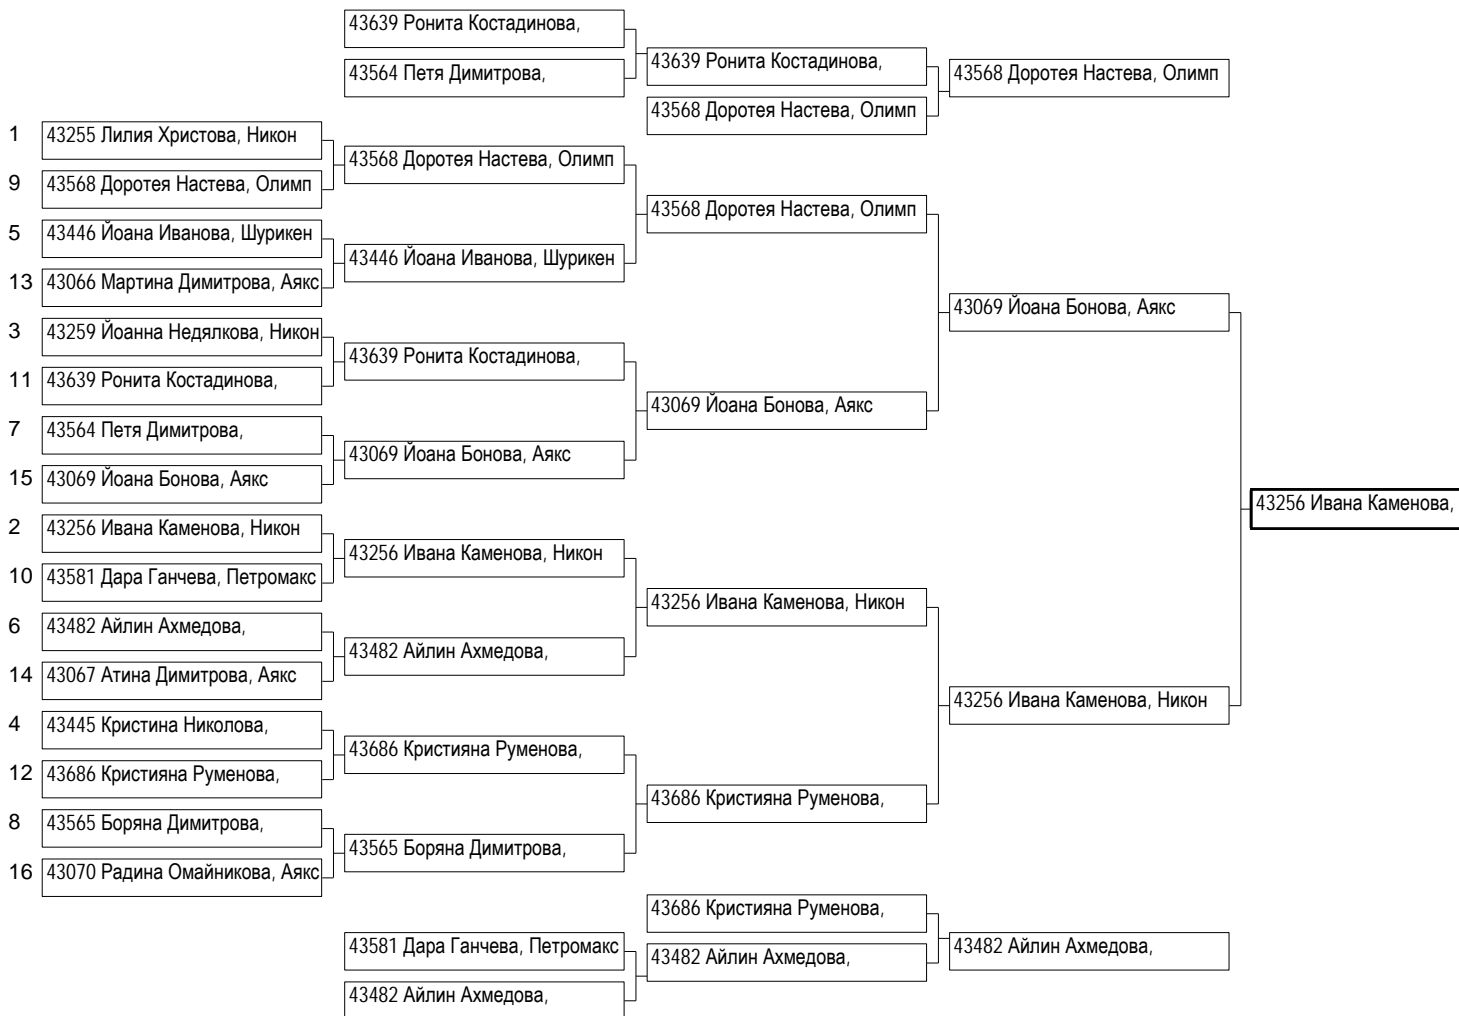 43639 Ронита Костадинова,
43564 Петя Димитрова,
43639 Ронита Костадинова,
43568 Доротея Настева, Олимп
43568 Доротея Настева, Олимп
1 43255 Лилия Христова, Никон
9 43568 Доротея Настева, Олимп
5 43446 Йоана Иванова, Шурикен
13 43066 Мартина Димитрова, Аякс
3 43259 Йоанна Недялкова, Никон
11 43639 Ронита Костадинова,
7 43564 Петя Димитрова,
15 43069 Йоана Бонова, Аякс
2 43256 Ивана Каменова, Никон
10 43581 Дара Ганчева, Петромакс
6 43482 Айлин Ахмедова,
14 43067 Атина Димитрова, Аякс
4 43445 Кристина Николова,
12 43686 Кристияна Руменова,
8 43565 Боряна Димитрова,
16 43070 Радина Омайникова, Аякс
43568 Доротея Настева, Олимп
43446 Йоана Иванова, Шурикен
43639 Ронита Костадинова,
43069 Йоана Бонова, Аякс
43256 Ивана Каменова, Никон
43482 Айлин Ахмедова,
43686 Кристияна Руменова,
43565 Боряна Димитрова,
43568 Доротея Настева, Олимп
43069 Йоана Бонова, Аякс
43256 Ивана Каменова, Никон
43686 Кристияна Руменова,
43069 Йоана Бонова, Аякс
43256 Ивана Каменова, Никон
43256 Ивана Каменова,
43581 Дара Ганчева, Петромакс
43482 Айлин Ахмедова,
43686 Кристияна Руменова,
43482 Айлин Ахмедова,
43482 Айлин Ахмедова,